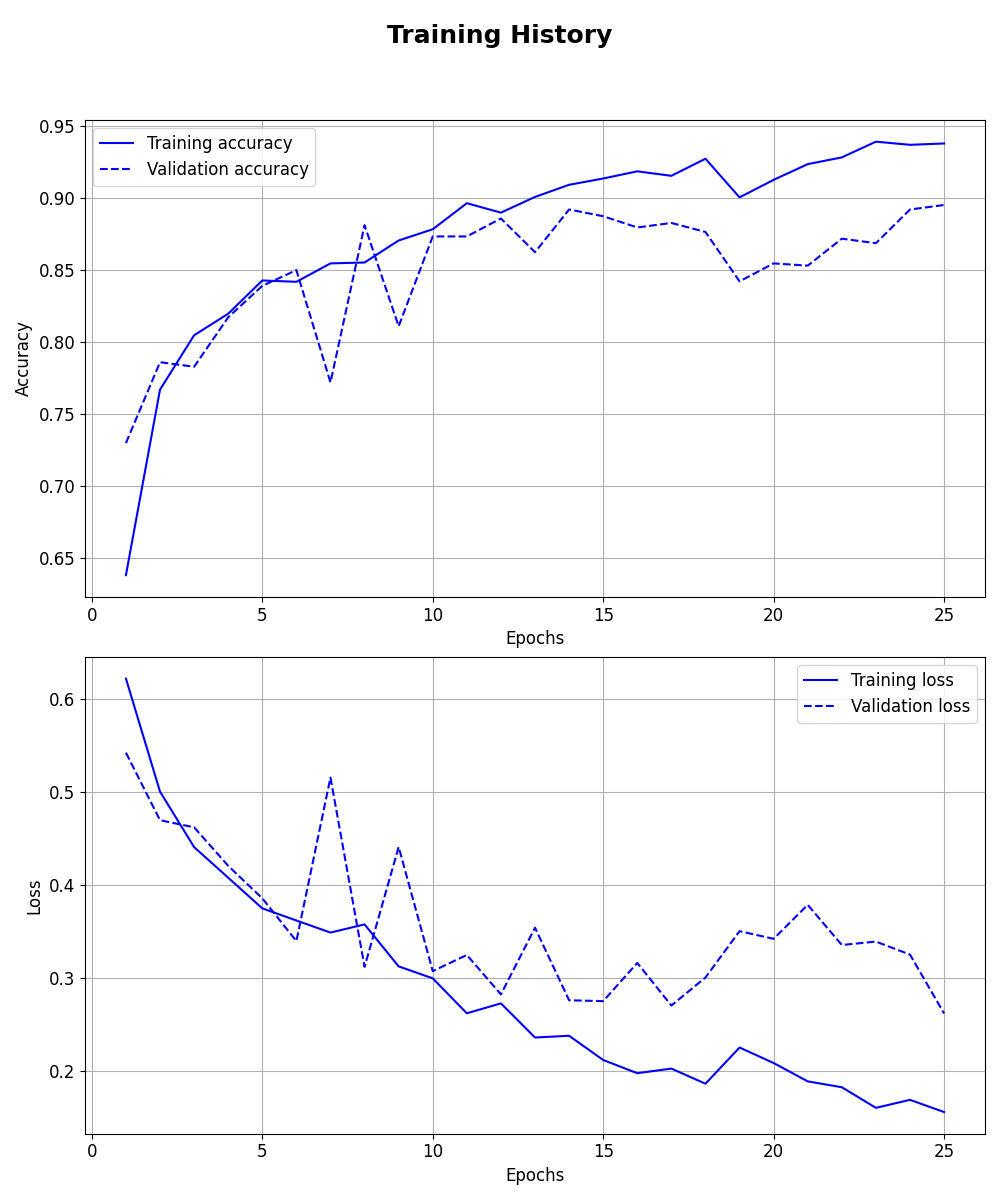 Training History
0.95
0.90
0.85
0.80
0.75
0.70
0.65
Accuracy
Training accuracy
Validation accuracy
0 5 10 15 20 25
Epochs
0.6
0.5
0.4
0.3
0.2
Loss
Training loss
Validation loss
0 5 10 15 20 25
Epochs